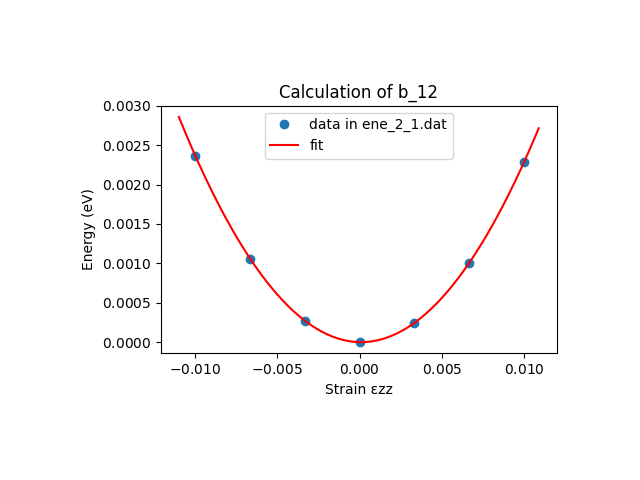 Calculation of b_12
data in ene_2_1.dat
fit
Energy (eV)
0.0030
0.0025
0.0020
0.0015
0.0010
0.0005
0.0000
−0.010 −0.005 0.000 0.005 0.010
Strain εzz